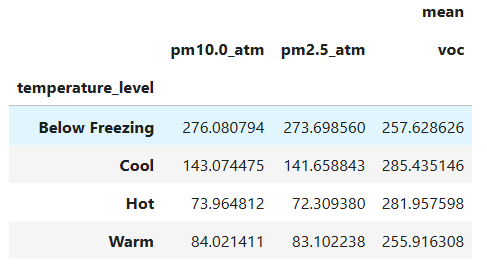 mean
pm10.0_atm pm2.5_atm voc
temperature_level
Below Freezing 276.080794 273.698560 257.628626
Cool 143.074475 141.658843 285.435146
Hot 73.964812 72.309380 281.957598
Warm 84.021411 83.102238 255.916308